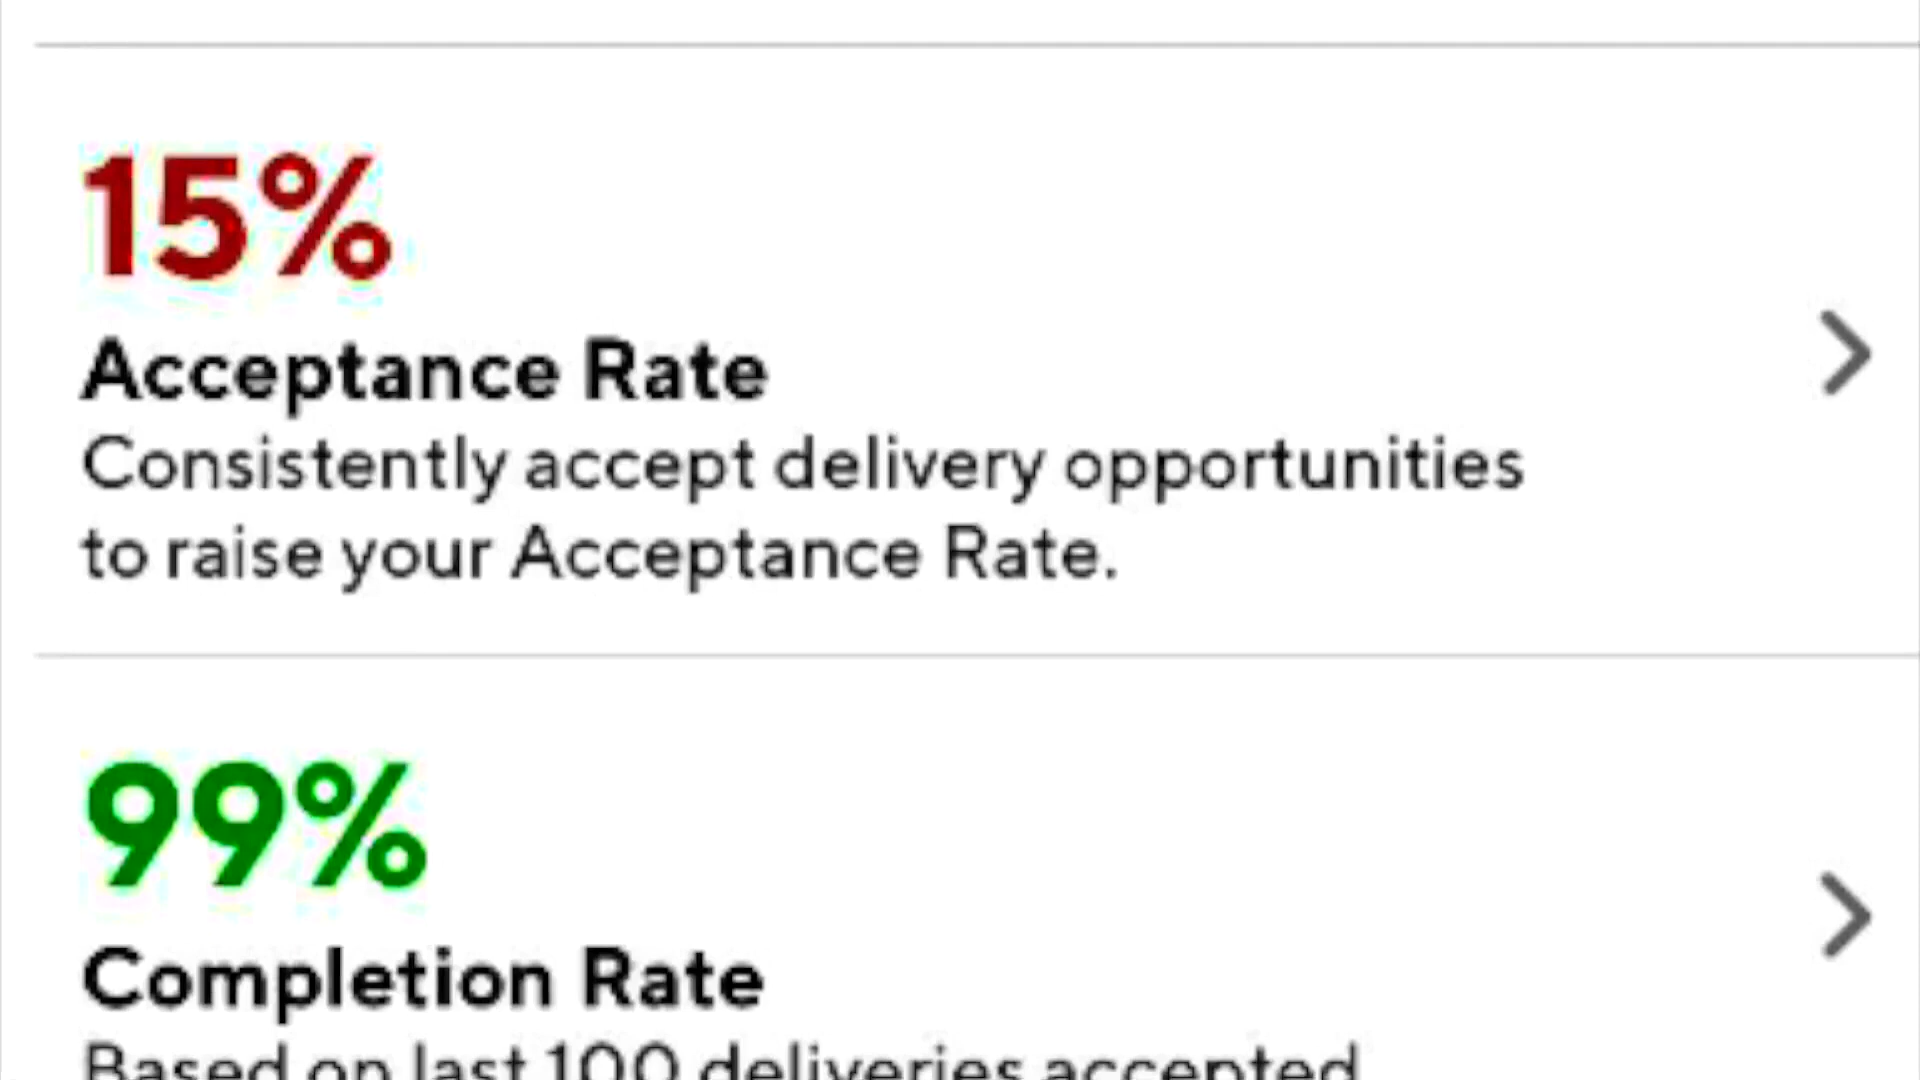 15%
Acceptance Rate
Consistently accept delivery opportunities
to raise your Acceptance Rate.
99%
Completion Rate
Based on last 100 deliveries accepted